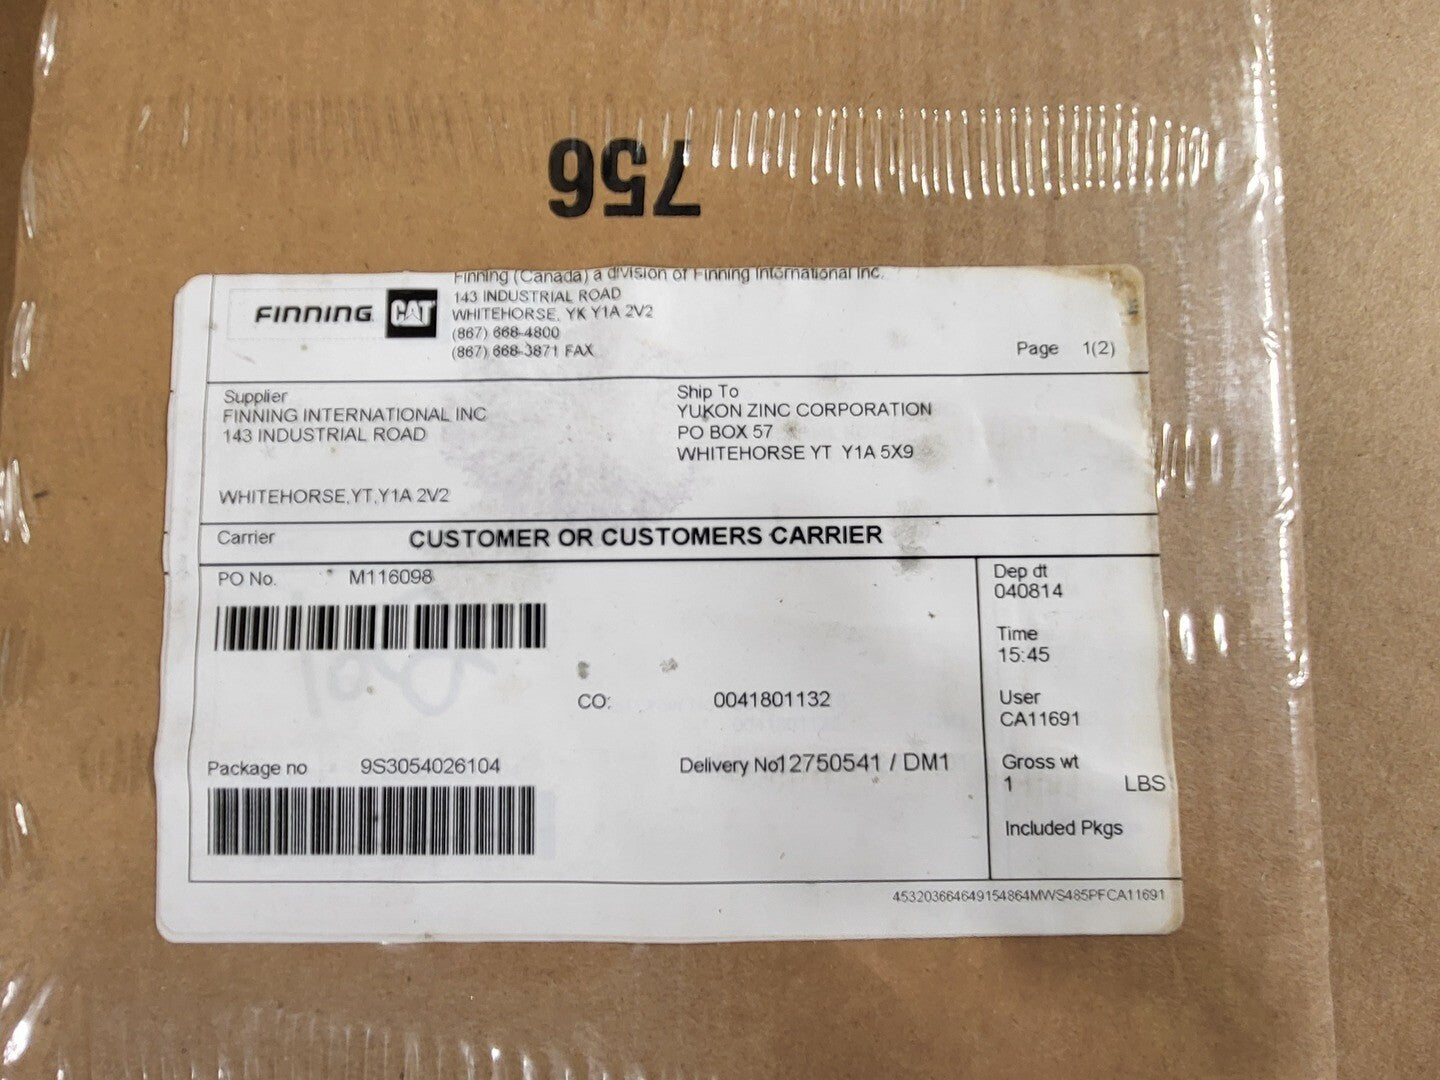 756
Finning (Canada) a division of Finning International Inc.
FINNING CAT
143 INDUSTRIAL ROAD
WHITEHORSE, YK Y1A 2V2
(867) 668-4800
(867) 668-3871 FAX
Page 1(2)
Supplier
FINNING INTERNATIONAL INC
143 INDUSTRIAL ROAD
WHITEHORSE,YT,Y1A 2V2
Ship To
YUKON ZINC CORPORATION
PO BOX 57
WHITEHORSE YT Y1A 5X9
Carrier CUSTOMER OR CUSTOMERS CARRIER
PO No. M116098
CO: 0041801132
Package no 9S3054026104
Delivery No12750541 / DM1
Dep dt
040814
Time
15:45
User
CA11691
Gross wt
1 LBS
Included Pkgs
453203664649154864MWS485PFCA11691